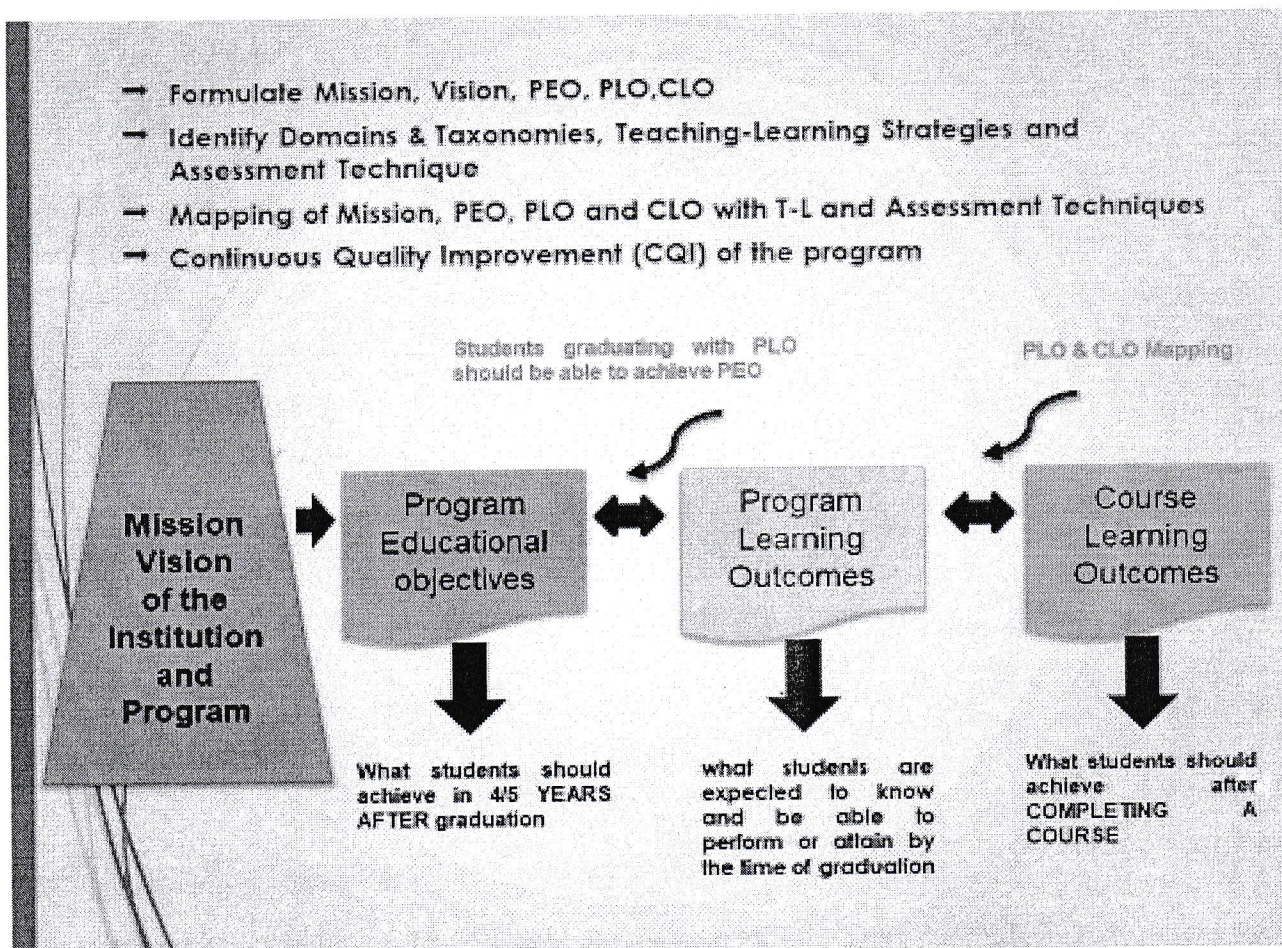 → Formulate Mission, Vision, PEO, PLO,CLO
→ Identify Domains & Taxonomies, Teaching-Learning Strategies and
Assessment Technique
→ Mapping of Mission, PEO, PLO and CLO with T-L and Assessment Techniques
→ Continuous Quality Improvement (CQI) of the program
Students graduating with PLO
should be able to achieve PEO
PLO & CLO Mapping
Mission
Vision
of the
Institution
and
Program
Program
Educational
objectives
Program
Learning
Outcomes
Course
Learning
Outcomes
What students should
achieve in 4/5 YEARS
AFTER graduation
what students are
expected to know
and be able to
perform or attain by
the time of graduation
What students should
achieve after
COMPLETING A
COURSE